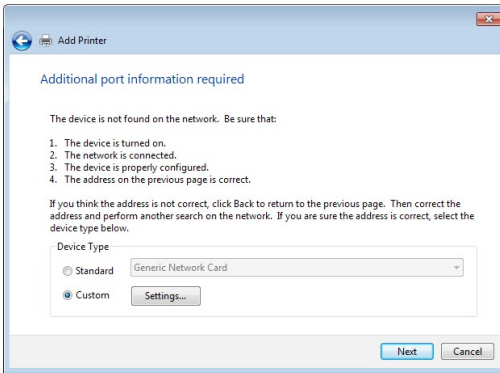 Add Printer
Additional port information required
The device is not found on the network. Be sure that:
1. The device is turned on.
2. The network is connected.
3. The device is properly configured.
4. The address on the previous page is correct.
If you think the address is not correct, click Back to return to the previous page. Then correct the
address and perform another search on the network. If you are sure the address is correct, select the
device type below.
Device Type
Standard Generic Network Card
Custom Settings...
Next Cancel